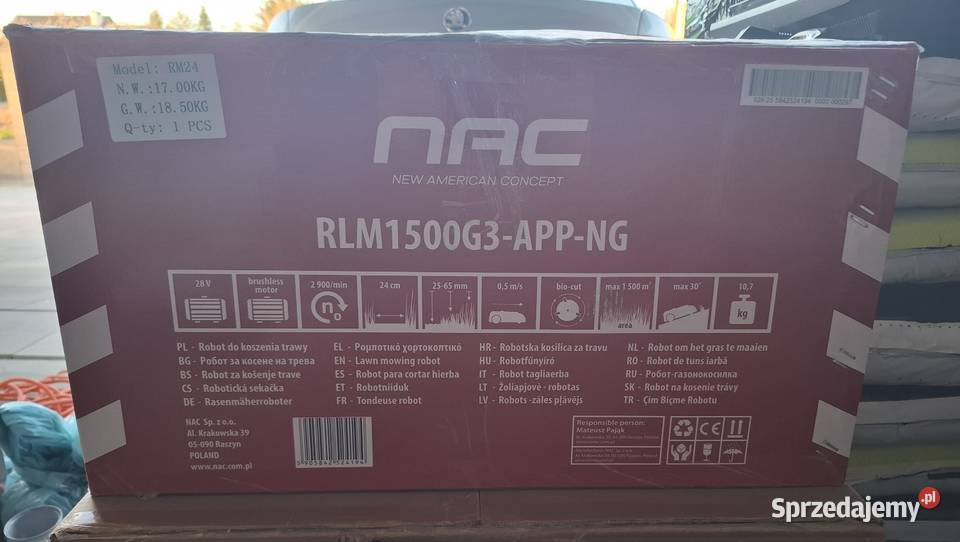 Model: RM24
N.W.:17.00KG
G.W.:18.50KG
Q-ty: 1 PCS
nac
NEW AMERICAN CONCEPT
RLM1500G3-APP-NG
28 V
brushless motor
2 900/min
n0
24 cm
25-65 mm
0,5 m/s
bio-cut
max 1 500 m²
area
max 30°
10,7
kg
PL - Robot do koszenia trawy
BG - Робот за косене на трева
BS - Robot za košenje trave
CS - Robotická sekačka
DE - Rasenmäherroboter
EL - Ρομποτικό χορτοκοπτικό
EN - Lawn mowing robot
ES - Robot para cortar hierba
ET - Robotniiduk
FR - Tondeuse robot
HR - Robotska kosilica za travu
HU - Robotfűnyíró
IT - Robot tagliaerba
LT - Žoliapjovė - robotas
LV - Robots -zāles pļāvējs
NL - Robot om het gras te maaien
RO - Robot de tuns iarbă
RU - Робот-газонокосилка
SK - Robot na kosenie trávy
TR - Çim Biçme Robotu
NAC Sp. z o.o.
Al. Krakowska 39
05-090 Raszyn
POLAND
www.nac.com.pl
5905842524194
Responsible person:
Mateusz Pająk
CE
Sprzedajemy.pl